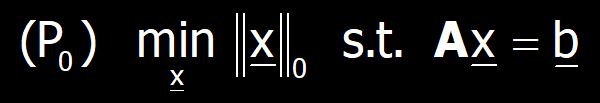 (P₀) min ‖x̲‖₀ s.t. Ax̲ = b̲
x̲